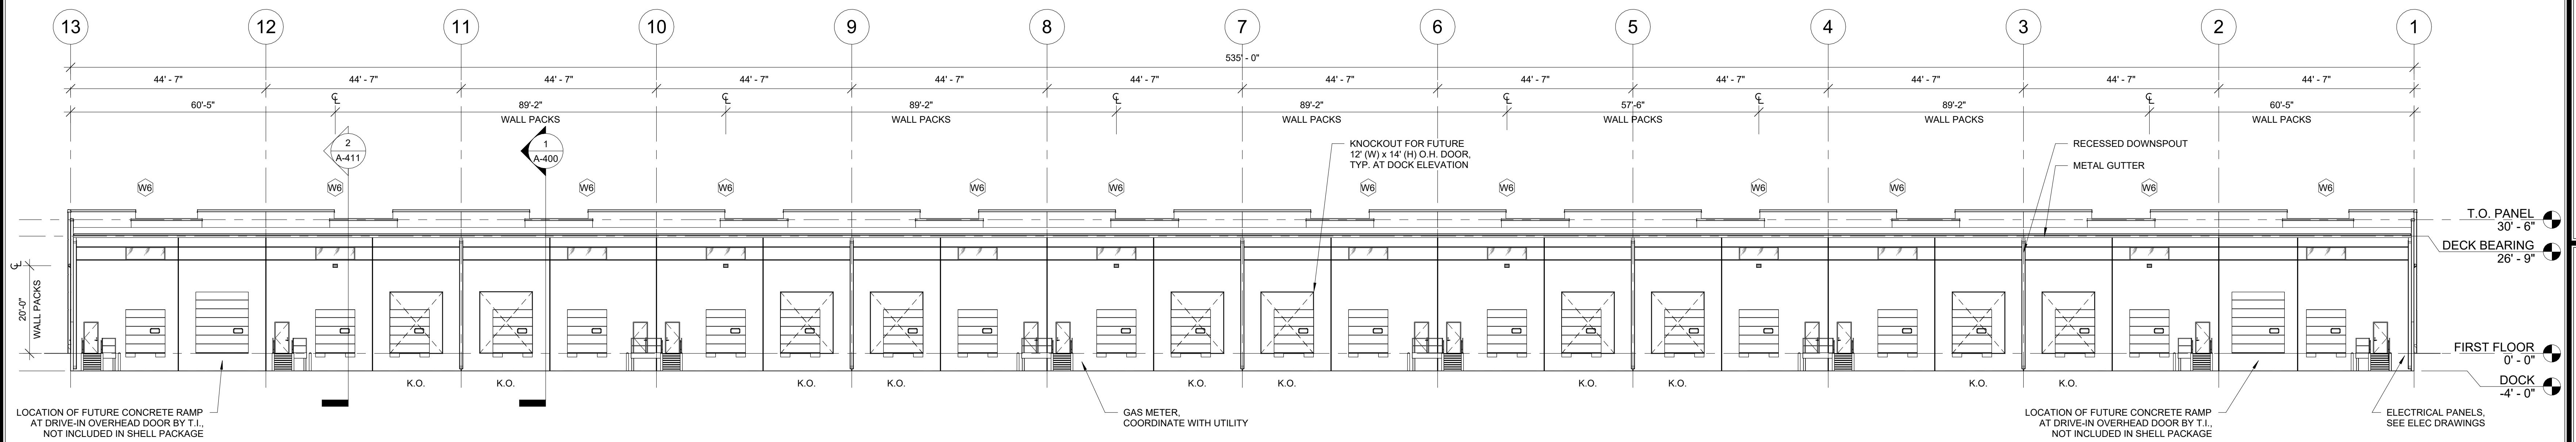 13 12 11 10 9 8 7 6 5 4 3 2 1
535' - 0"
44' - 7" 44' - 7" 44' - 7" 44' - 7" 44' - 7" 44' - 7" 44' - 7" 44' - 7" 44' - 7" 44' - 7" 44' - 7" 44' - 7"
℄ ℄ ℄ ℄ ℄ ℄
60'-5" 89'-2" 89'-2" 89'-2" 57'-6" 89'-2" 60'-5"
WALL PACKS WALL PACKS WALL PACKS WALL PACKS WALL PACKS WALL PACKS
2
A-411
1
A-400
KNOCKOUT FOR FUTURE
12' (W) x 14' (H) O.H. DOOR,
TYP. AT DOCK ELEVATION
RECESSED DOWNSPOUT
METAL GUTTER
W6 W6 W6 W6 W6 W6 W6 W6 W6 W6 W6 W6
T.O. PANEL
30' - 6"
DECK BEARING
26' - 9"
℄
20'-0"
WALL PACKS
FIRST FLOOR
0' - 0"
DOCK
-4' - 0"
K.O. K.O. K.O. K.O. K.O. K.O. K.O. K.O. K.O. K.O.
LOCATION OF FUTURE CONCRETE RAMP
AT DRIVE-IN OVERHEAD DOOR BY T.I.,
NOT INCLUDED IN SHELL PACKAGE
GAS METER,
COORDINATE WITH UTILITY
LOCATION OF FUTURE CONCRETE RAMP
AT DRIVE-IN OVERHEAD DOOR BY T.I.,
NOT INCLUDED IN SHELL PACKAGE
ELECTRICAL PANELS,
SEE ELEC DRAWINGS